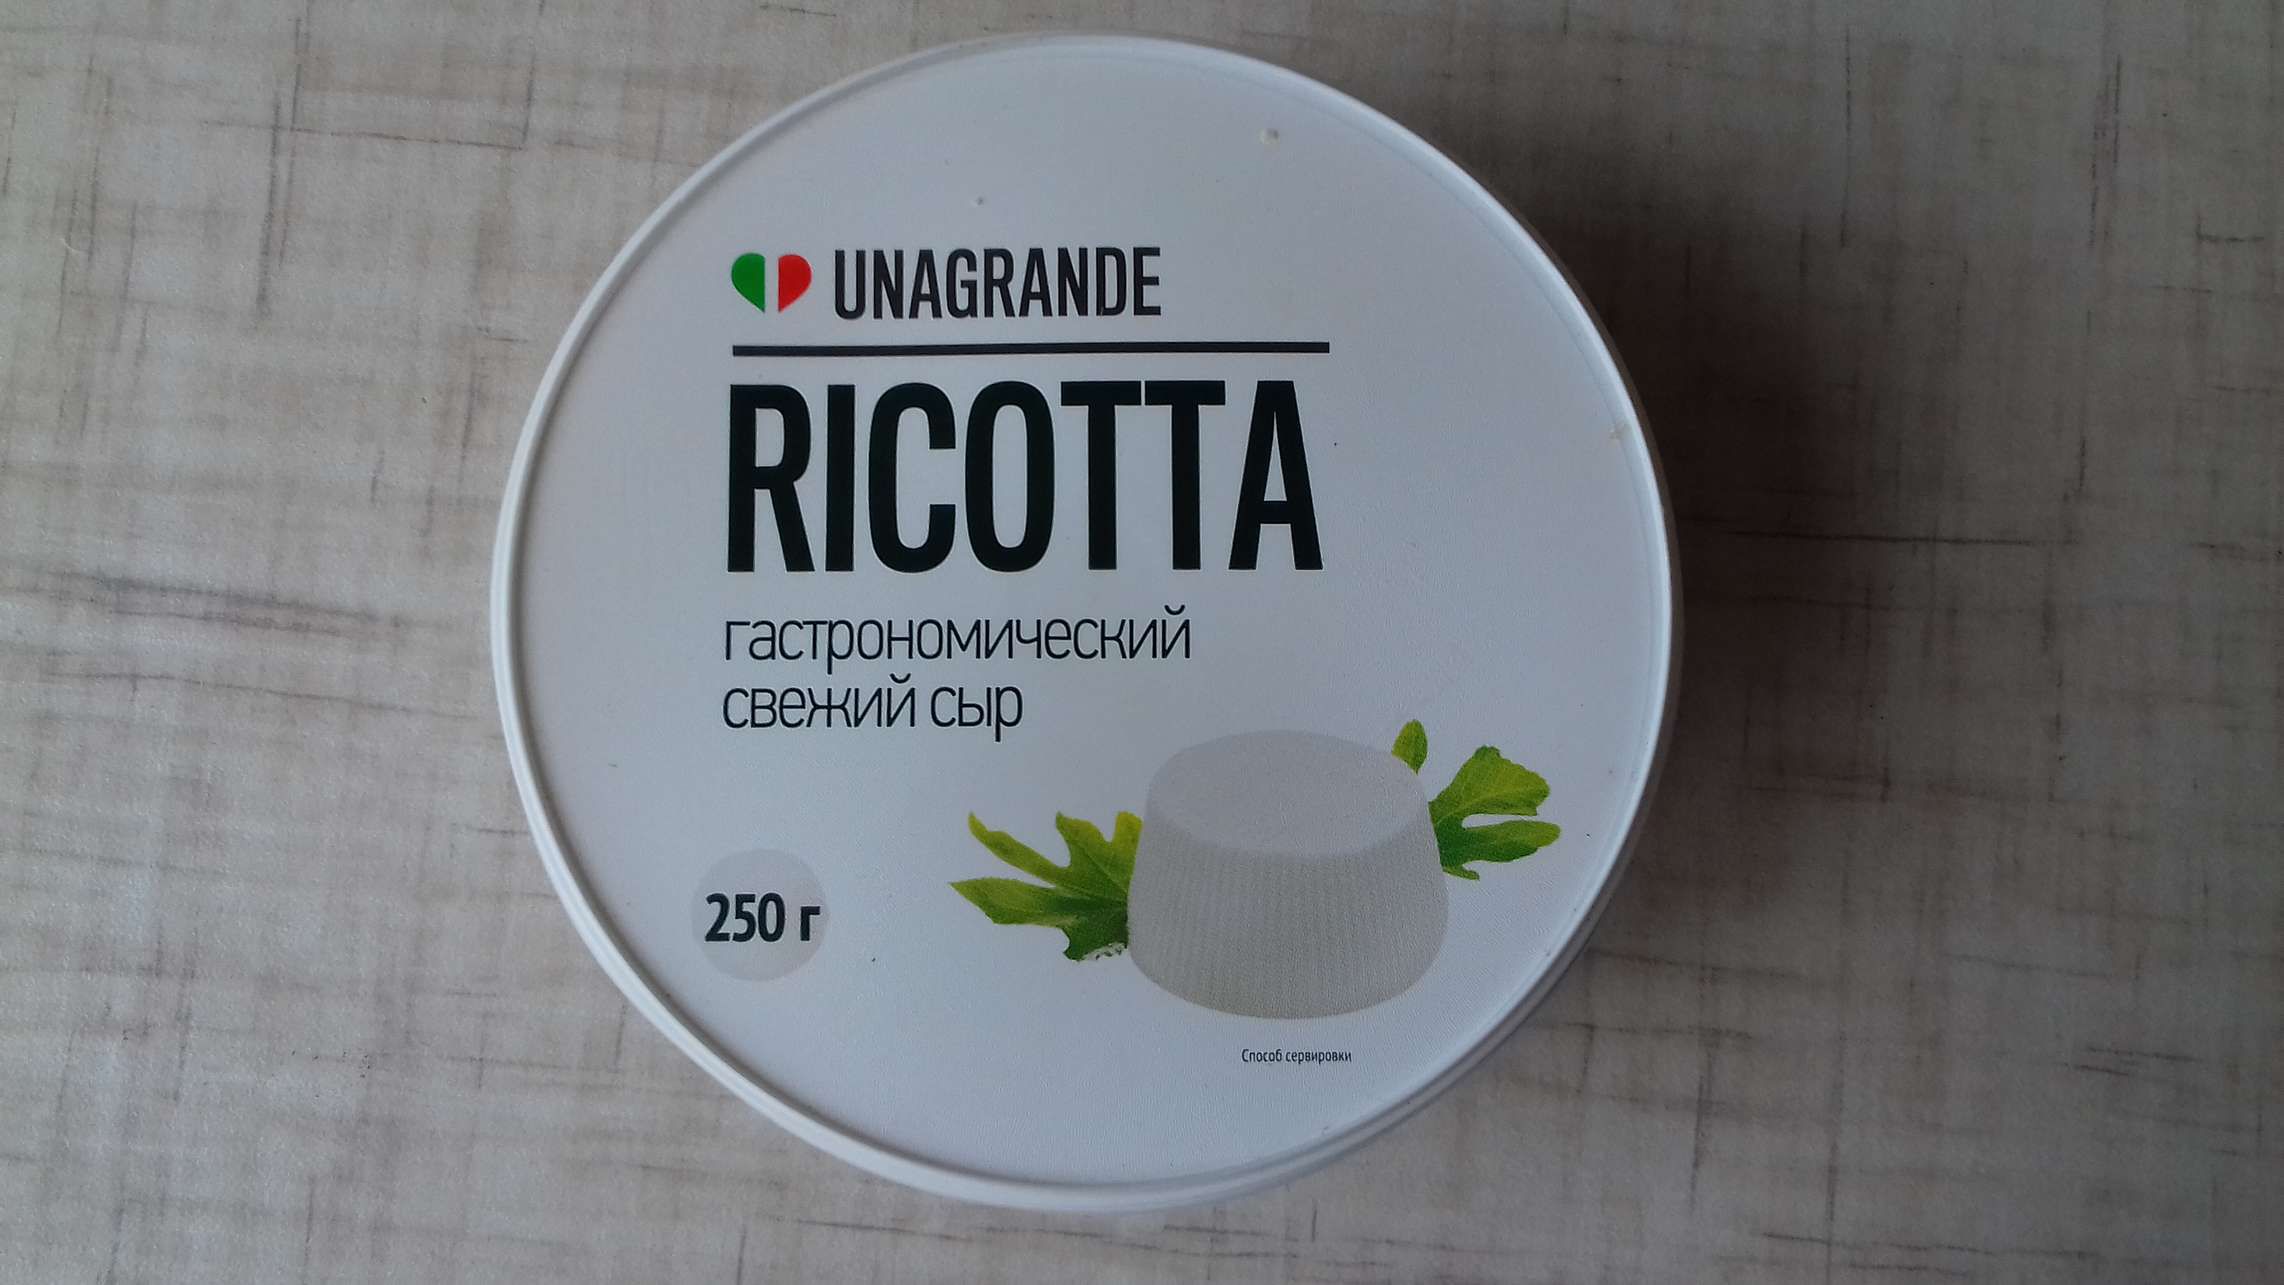 UNAGRANDE
RICOTTA
гастрономический
свежий сыр
250 г
Способ сервировки